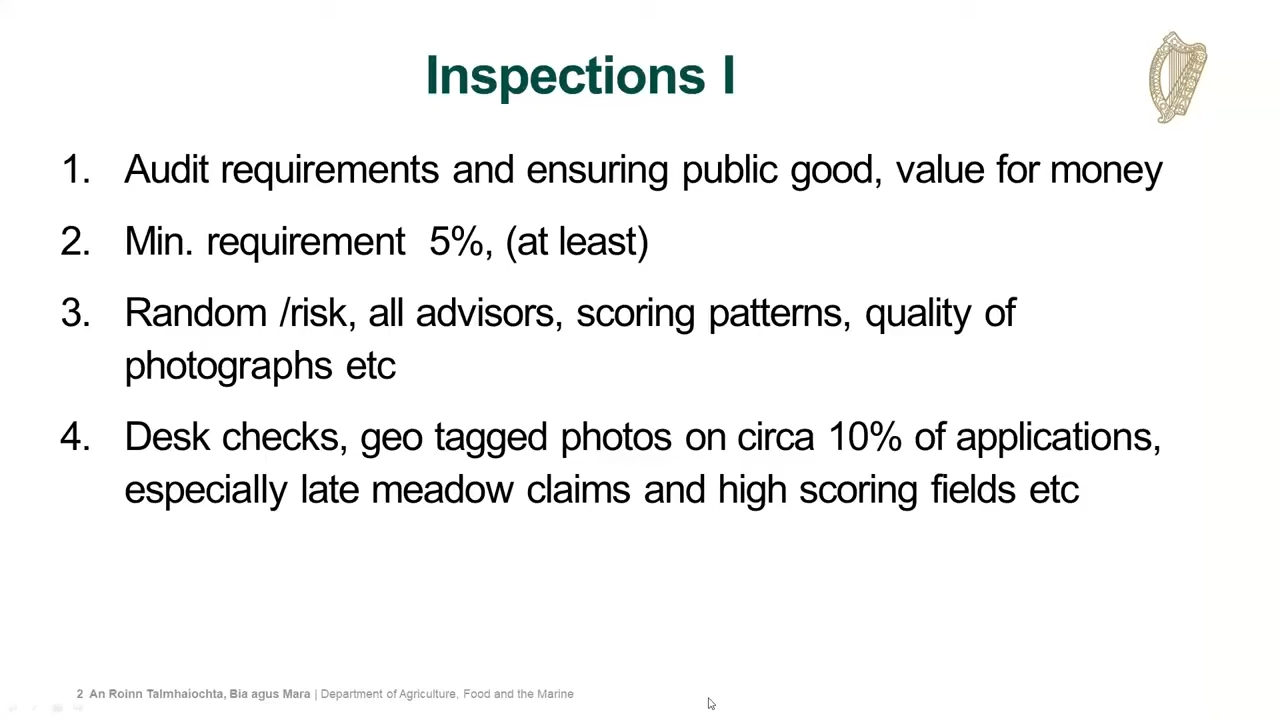 Inspections I
1. Audit requirements and ensuring public good, value for money
2. Min. requirement 5%, (at least)
3. Random /risk, all advisors, scoring patterns, quality of
photographs etc
4. Desk checks, geo tagged photos on circa 10% of applications,
especially late meadow claims and high scoring fields etc
2 An Roinn Talmhaíochta, Bia agus Mara | Department of Agriculture, Food and the Marine